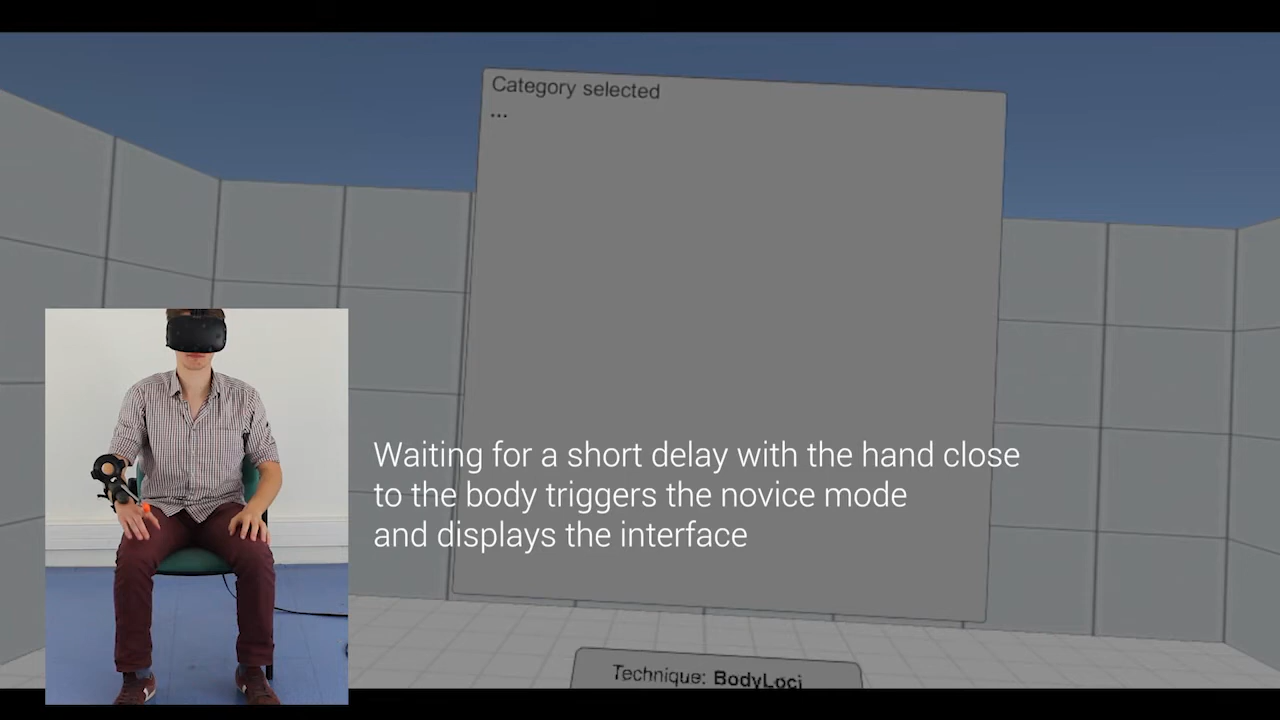 Category selected
...
Waiting for a short delay with the hand close
to the body triggers the novice mode
and displays the interface
Technique: BodyLoci